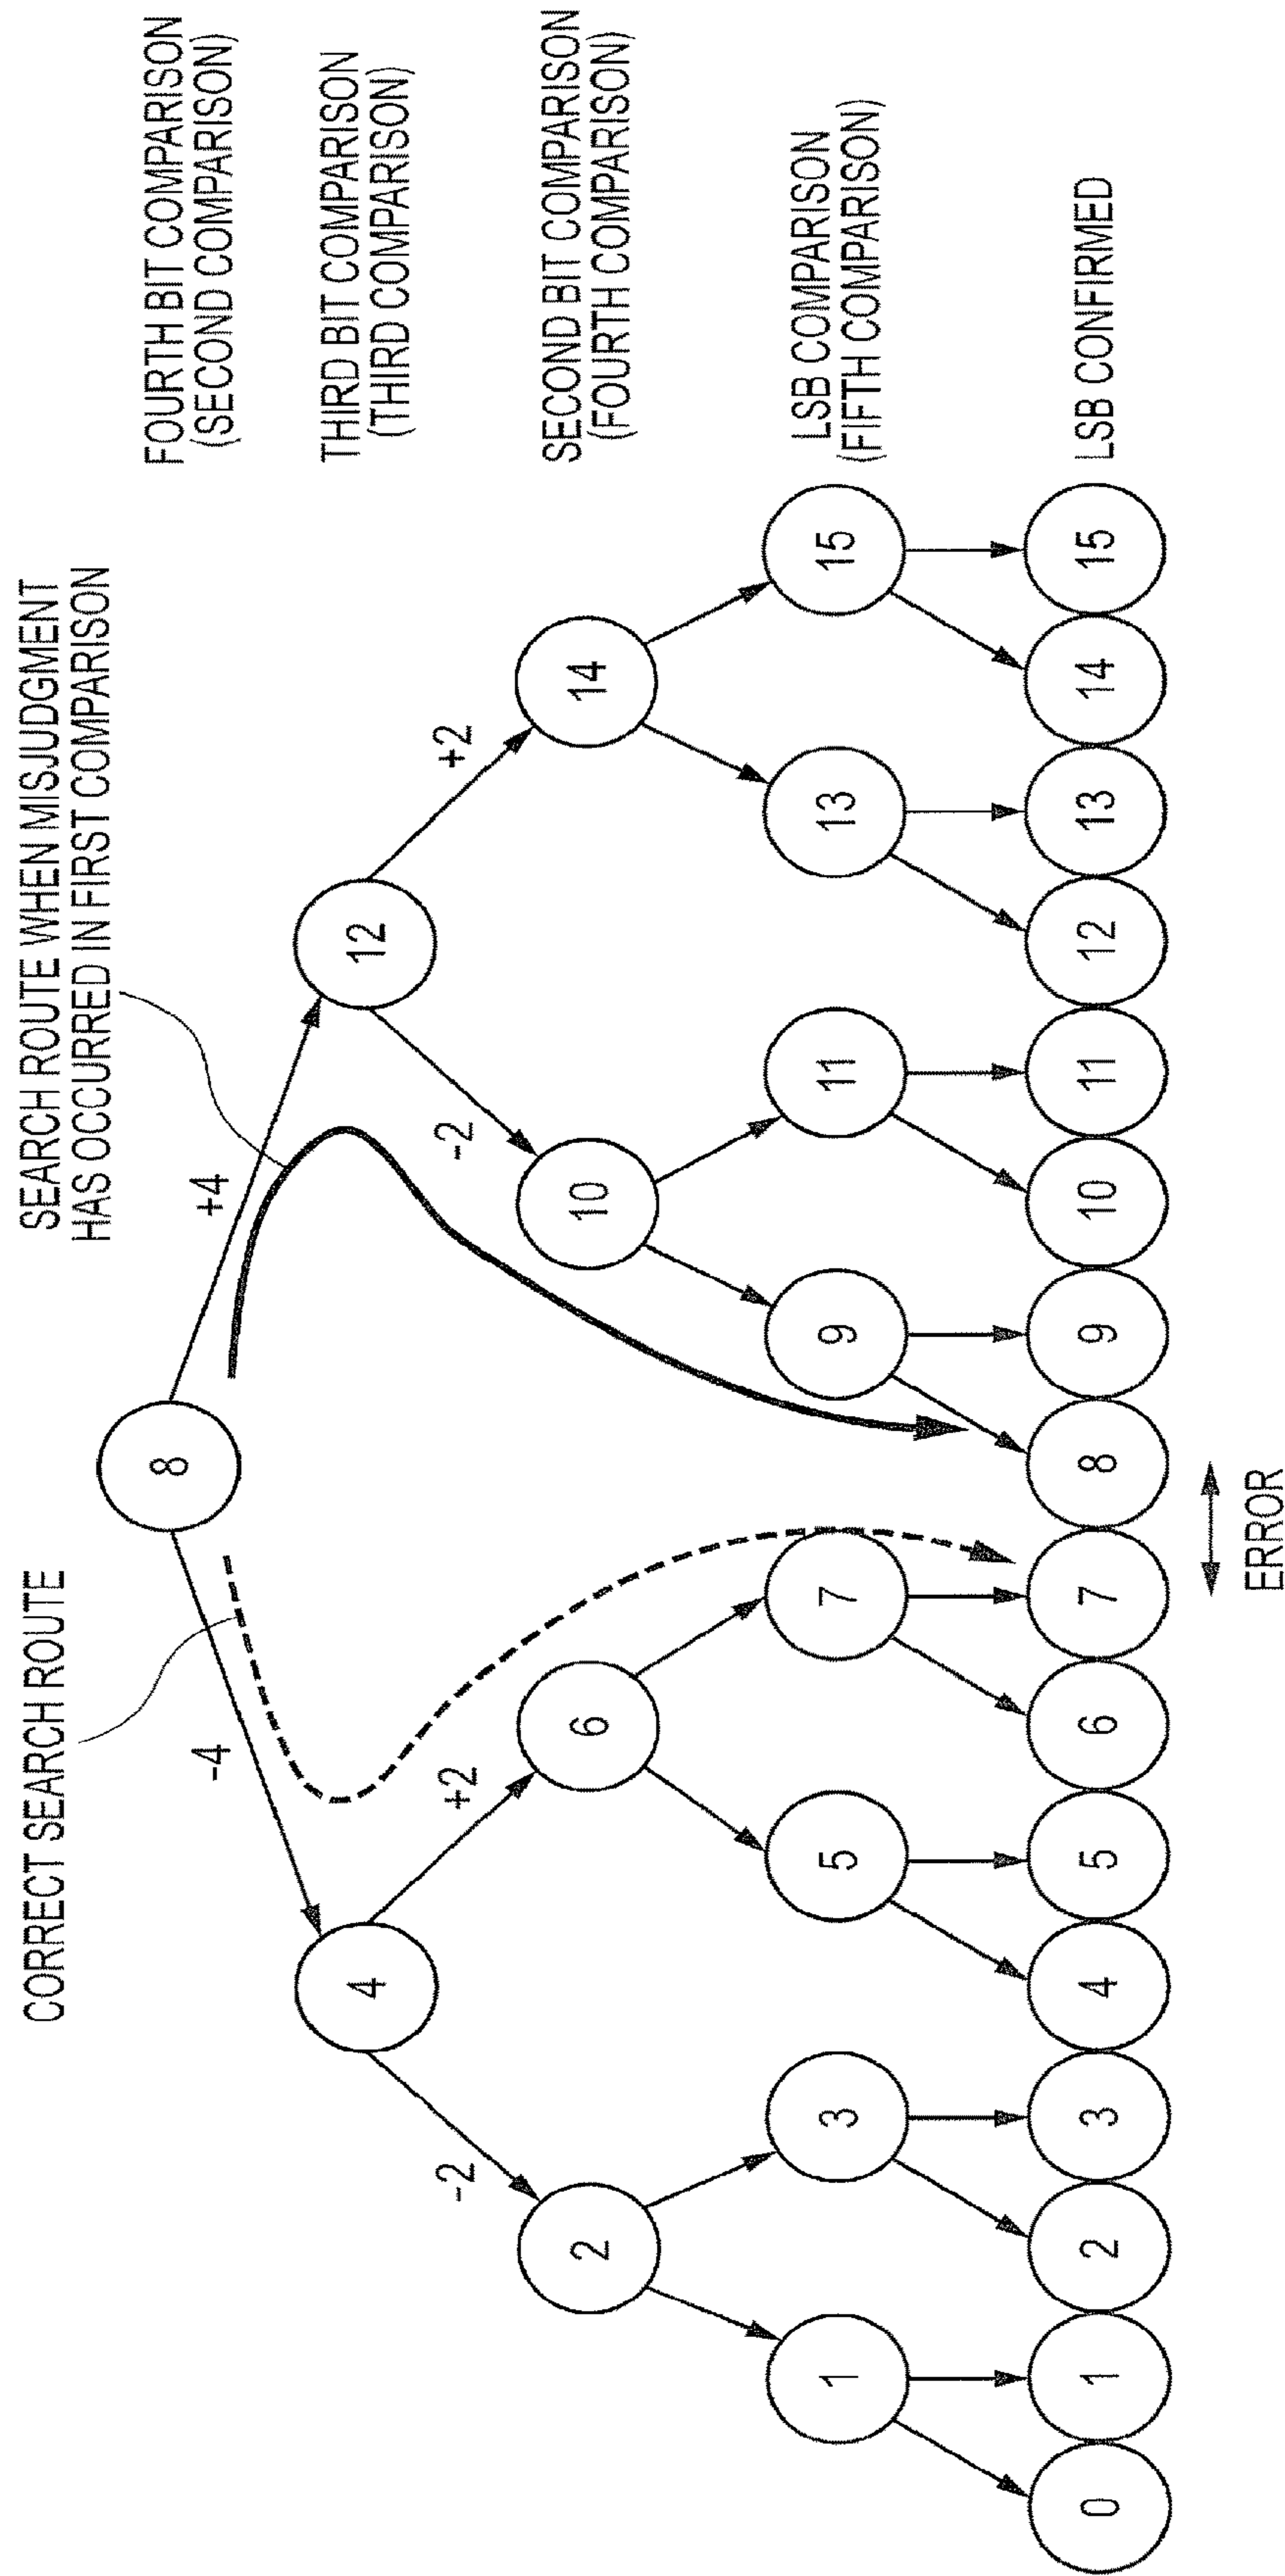 SEARCH ROUTE WHEN MISJUDGMENT
HAS OCCURRED IN FIRST COMPARISON
CORRECT SEARCH ROUTE
FOURTH BIT COMPARISON
(SECOND COMPARISON)
8
-4
+4
THIRD BIT COMPARISON
(THIRD COMPARISON)
4
12
-2
+2
-2
+2
SECOND BIT COMPARISON
(FOURTH COMPARISON)
2
6
10
14
LSB COMPARISON
(FIFTH COMPARISON)
1
3
5
7
9
11
13
15
LSB CONFIRMED
0
1
2
3
4
5
6
7
8
9
10
11
12
13
14
15
ERROR